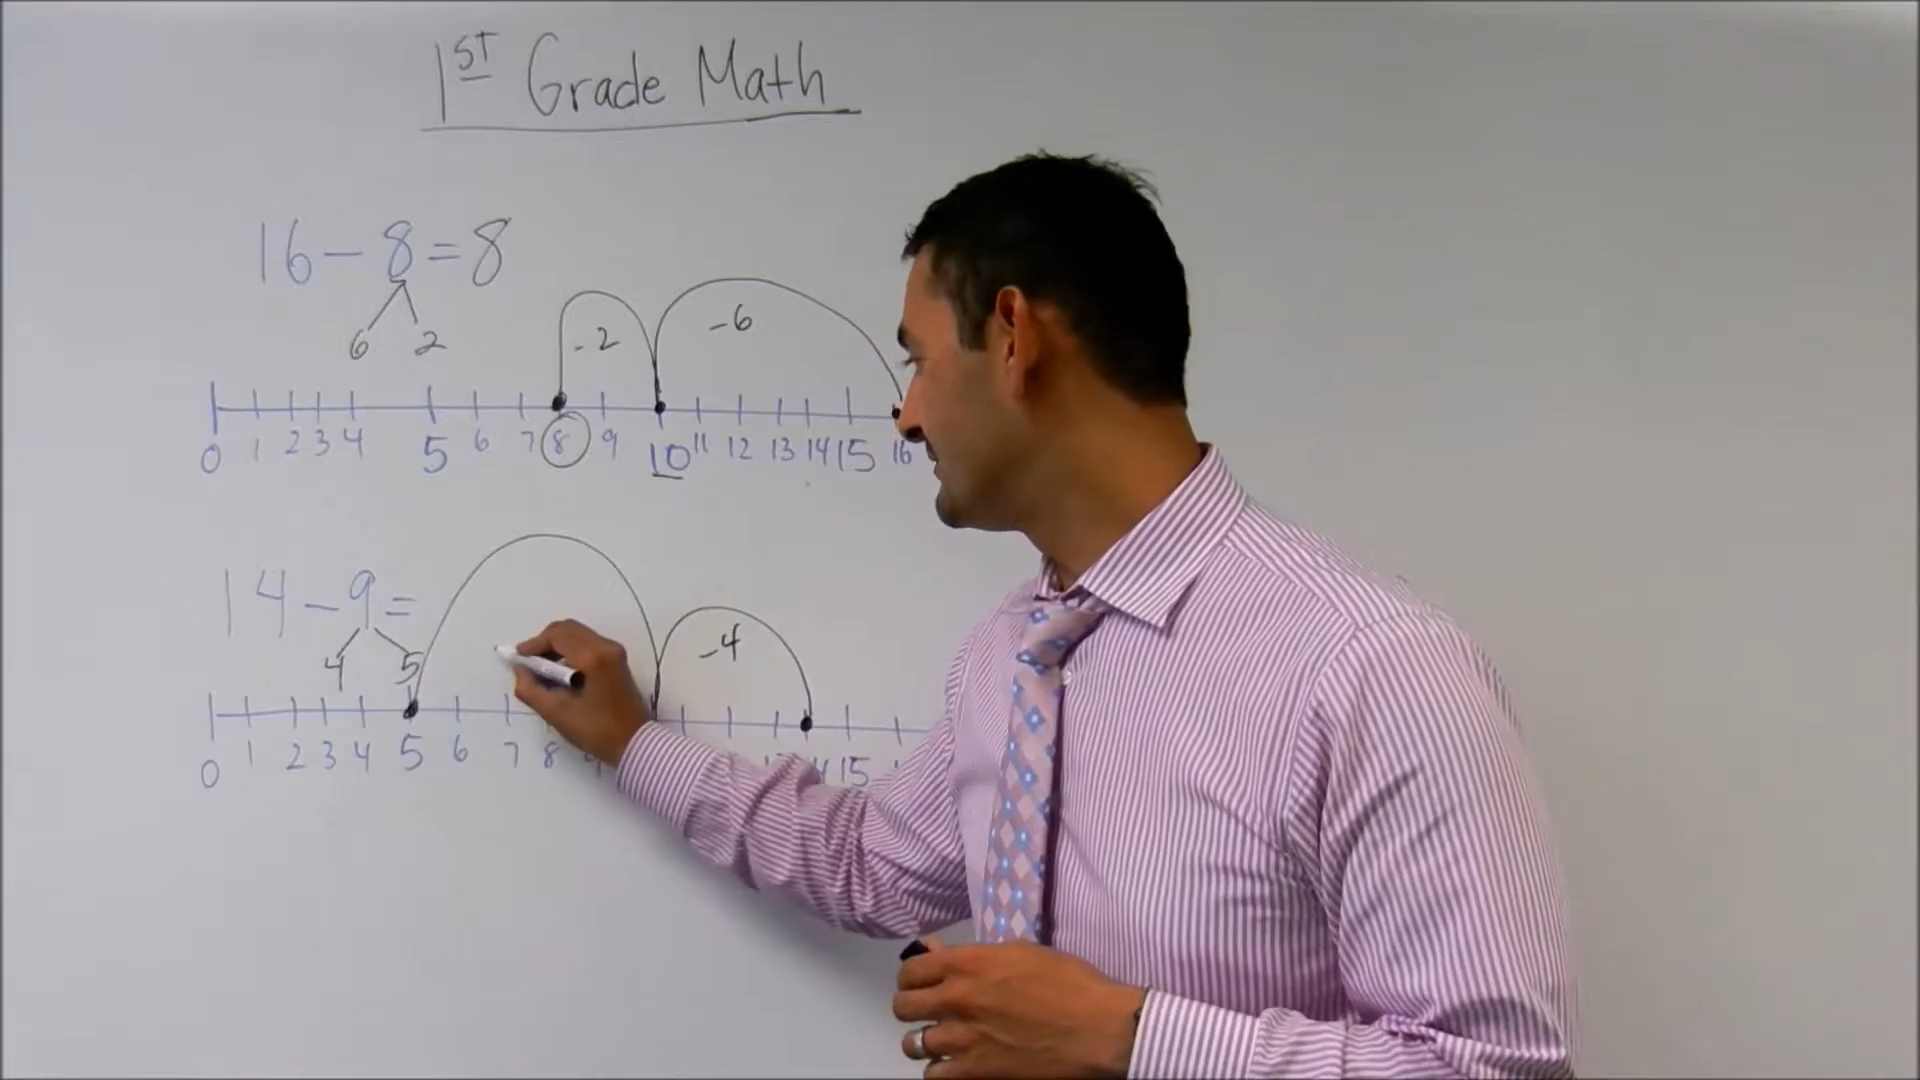 1ST Grade Math
16 - 8 = 8
6 2
-2 -6
0 1 2 3 4 5 6 7 8 9 10 11 12 13 14 15 16
14 - 9 =
4 5
-4
0 1 2 3 4 5 6 7 8 15